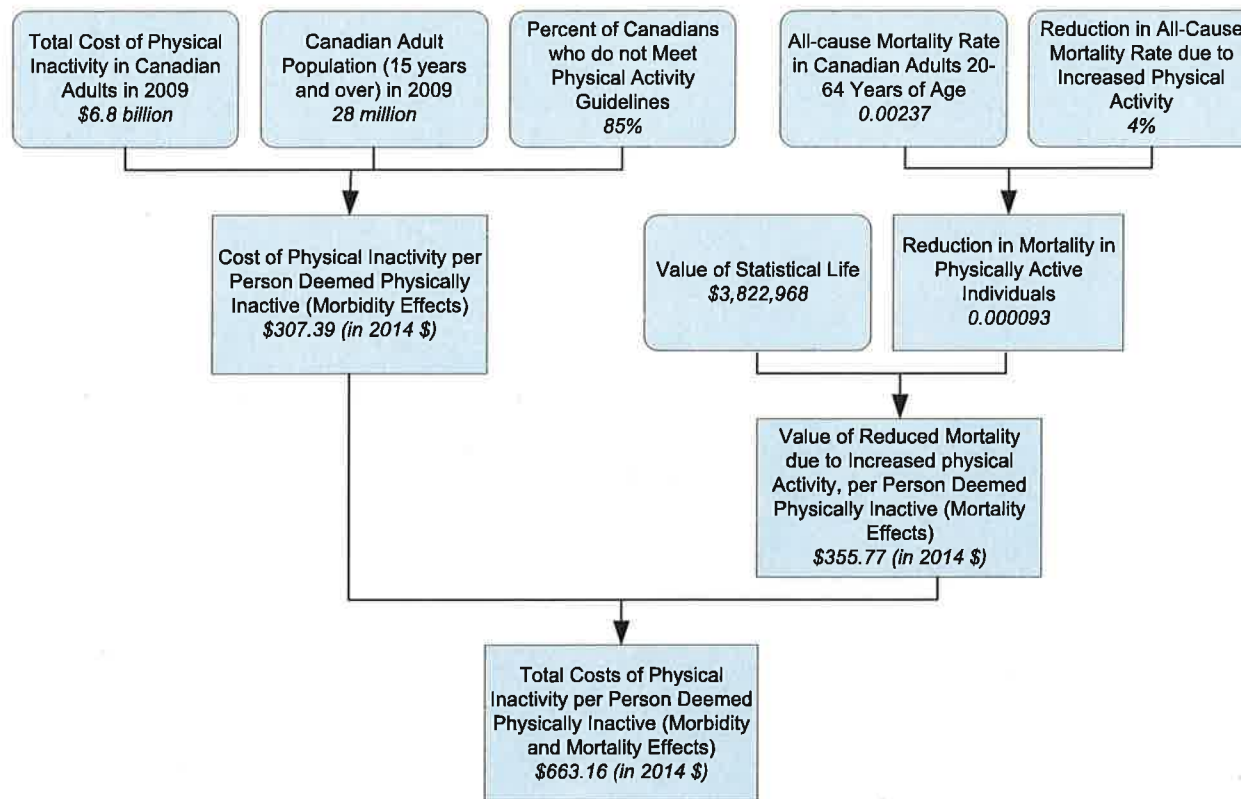 Total Cost of Physical
Inactivity in Canadian
Adults in 2009
$6.8 billion
Canadian Adult
Population (15 years
and over) in 2009
28 million
Percent of Canadians
who do not Meet
Physical Activity
Guidelines
85%
All-cause Mortality Rate
in Canadian Adults 20-
64 Years of Age
0.00237
Reduction in All-Cause
Mortality Rate due to
Increased Physical
Activity
4%
Cost of Physical Inactivity per
Person Deemed Physically
Inactive (Morbidity Effects)
$307.39 (in 2014 $)
Value of Statistical Life
$3,822,968
Reduction in Mortality in
Physically Active
Individuals
0.000093
Value of Reduced Mortality
due to Increased physical
Activity, per Person Deemed
Physically Inactive (Mortality
Effects)
$355.77 (in 2014 $)
Total Costs of Physical
Inactivity per Person Deemed
Physically Inactive (Morbidity
and Mortality Effects)
$663.16 (in 2014 $)